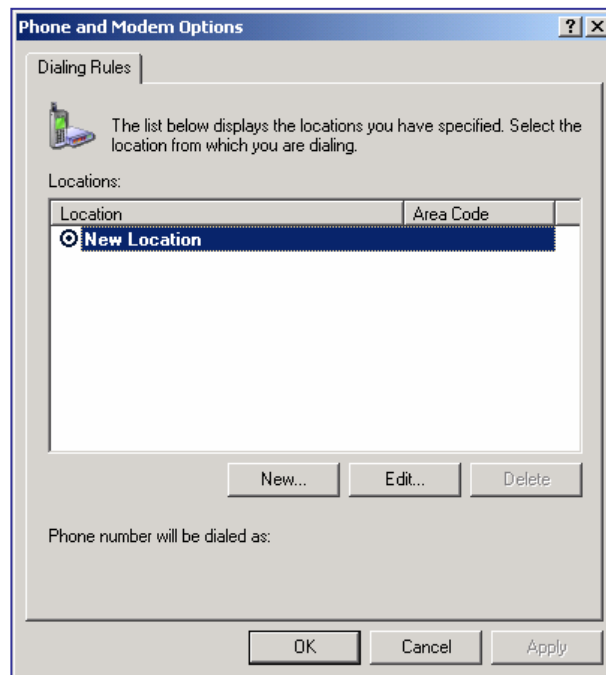 Phone and Modem Options
Dialing Rules
The list below displays the locations you have specified. Select the
location from which you are dialing.
Locations:
Location Area Code
New Location
New... Edit... Delete
Phone number will be dialed as:
OK Cancel Apply